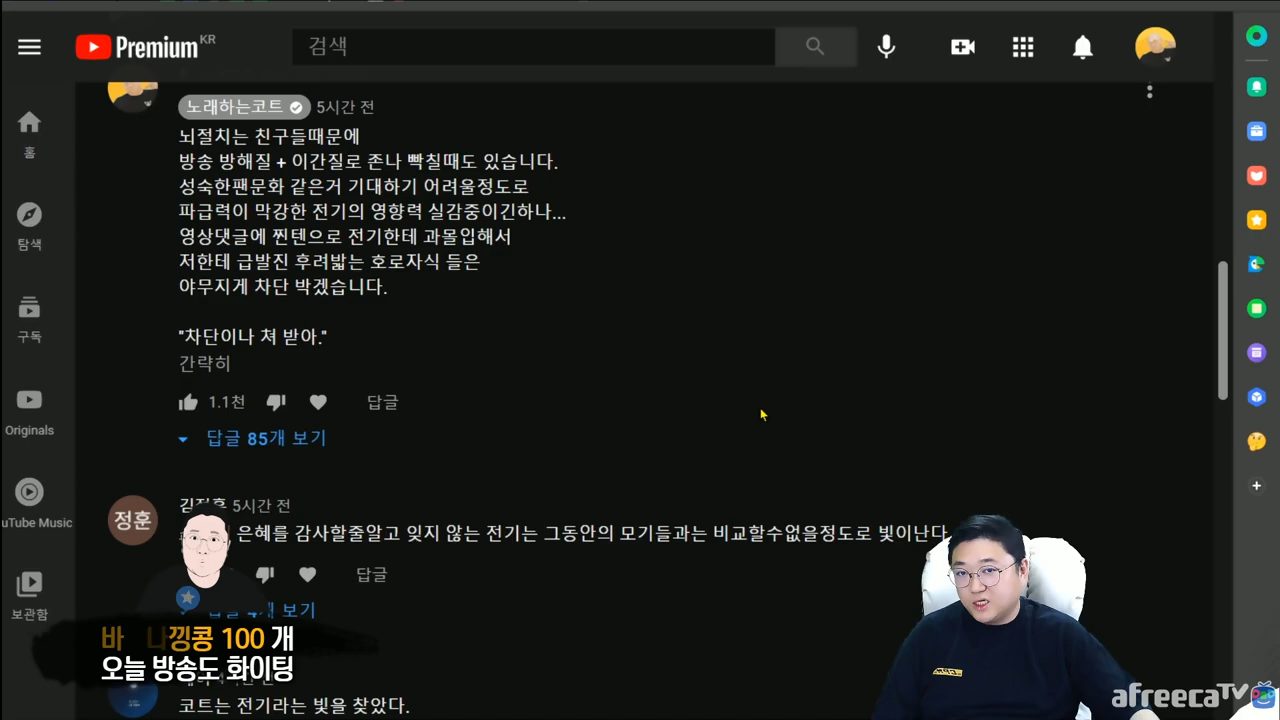 Premium KR
검색
홈
탐색
구독
Originals
uTube Music
보관함
노래하는코트 5시간 전
뇌절치는 친구들때문에
방송 방해질 + 이간질로 존나 빡칠때도 있습니다.
성숙한팬문화 같은거 기대하기 어려울정도로
파급력이 막강한 전기의 영향력 실감중이긴하나...
영상댓글에 찐텐으로 전기한테 과몰입해서
저한테 급발진 후려밟는 호로자식 들은
야무지게 차단 박겠습니다.
"차단이나 쳐 받아."
간략히
1.1천 답글
답글 85개 보기
정훈
5시간 전
은혜를 감사할줄알고 잊지 않는 전기는 그동안의 모기들과는 비교할수없을정도로 빛이난다
답글
답글 4개 보기
바 나낑콩 100 개
오늘 방송도 화이팅
코트는 전기라는 빛을 찾았다.
afreecaTV